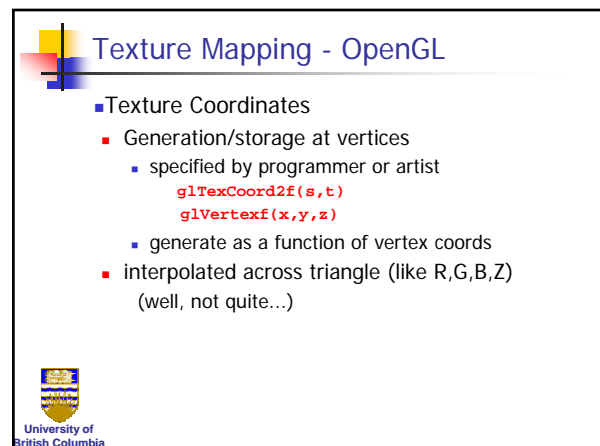 Texture Mapping - OpenGL
Texture Coordinates
Generation/storage at vertices
specified by programmer or artist
glTexCoord2f(s,t)
glVertexf(x,y,z)
generate as a function of vertex coords
interpolated across triangle (like R,G,B,Z)
(well, not quite…)
University of
British Columbia